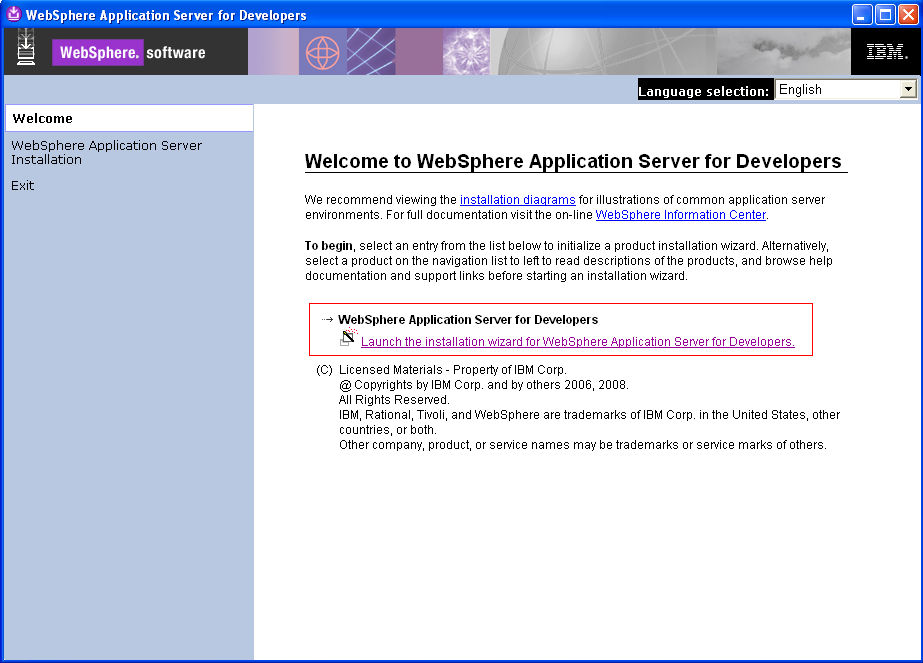 WebSphere Application Server for Developers
WebSphere. software
IBM.
Language selection: English
Welcome
WebSphere Application Server
Installation
Exit
Welcome to WebSphere Application Server for Developers
We recommend viewing the installation diagrams for illustrations of common application server
environments. For full documentation visit the on-line WebSphere Information Center.
To begin, select an entry from the list below to initialize a product installation wizard. Alternatively,
select a product on the navigation list to left to read descriptions of the products, and browse help
documentation and support links before starting an installation wizard.
WebSphere Application Server for Developers
Launch the installation wizard for WebSphere Application Server for Developers.
(C) Licensed Materials - Property of IBM Corp.
@ Copyrights by IBM Corp. and by others 2006, 2008.
All Rights Reserved.
IBM, Rational, Tivoli, and WebSphere are trademarks of IBM Corp. in the United States, other
countries, or both.
Other company, product, or service names may be trademarks or service marks of others.